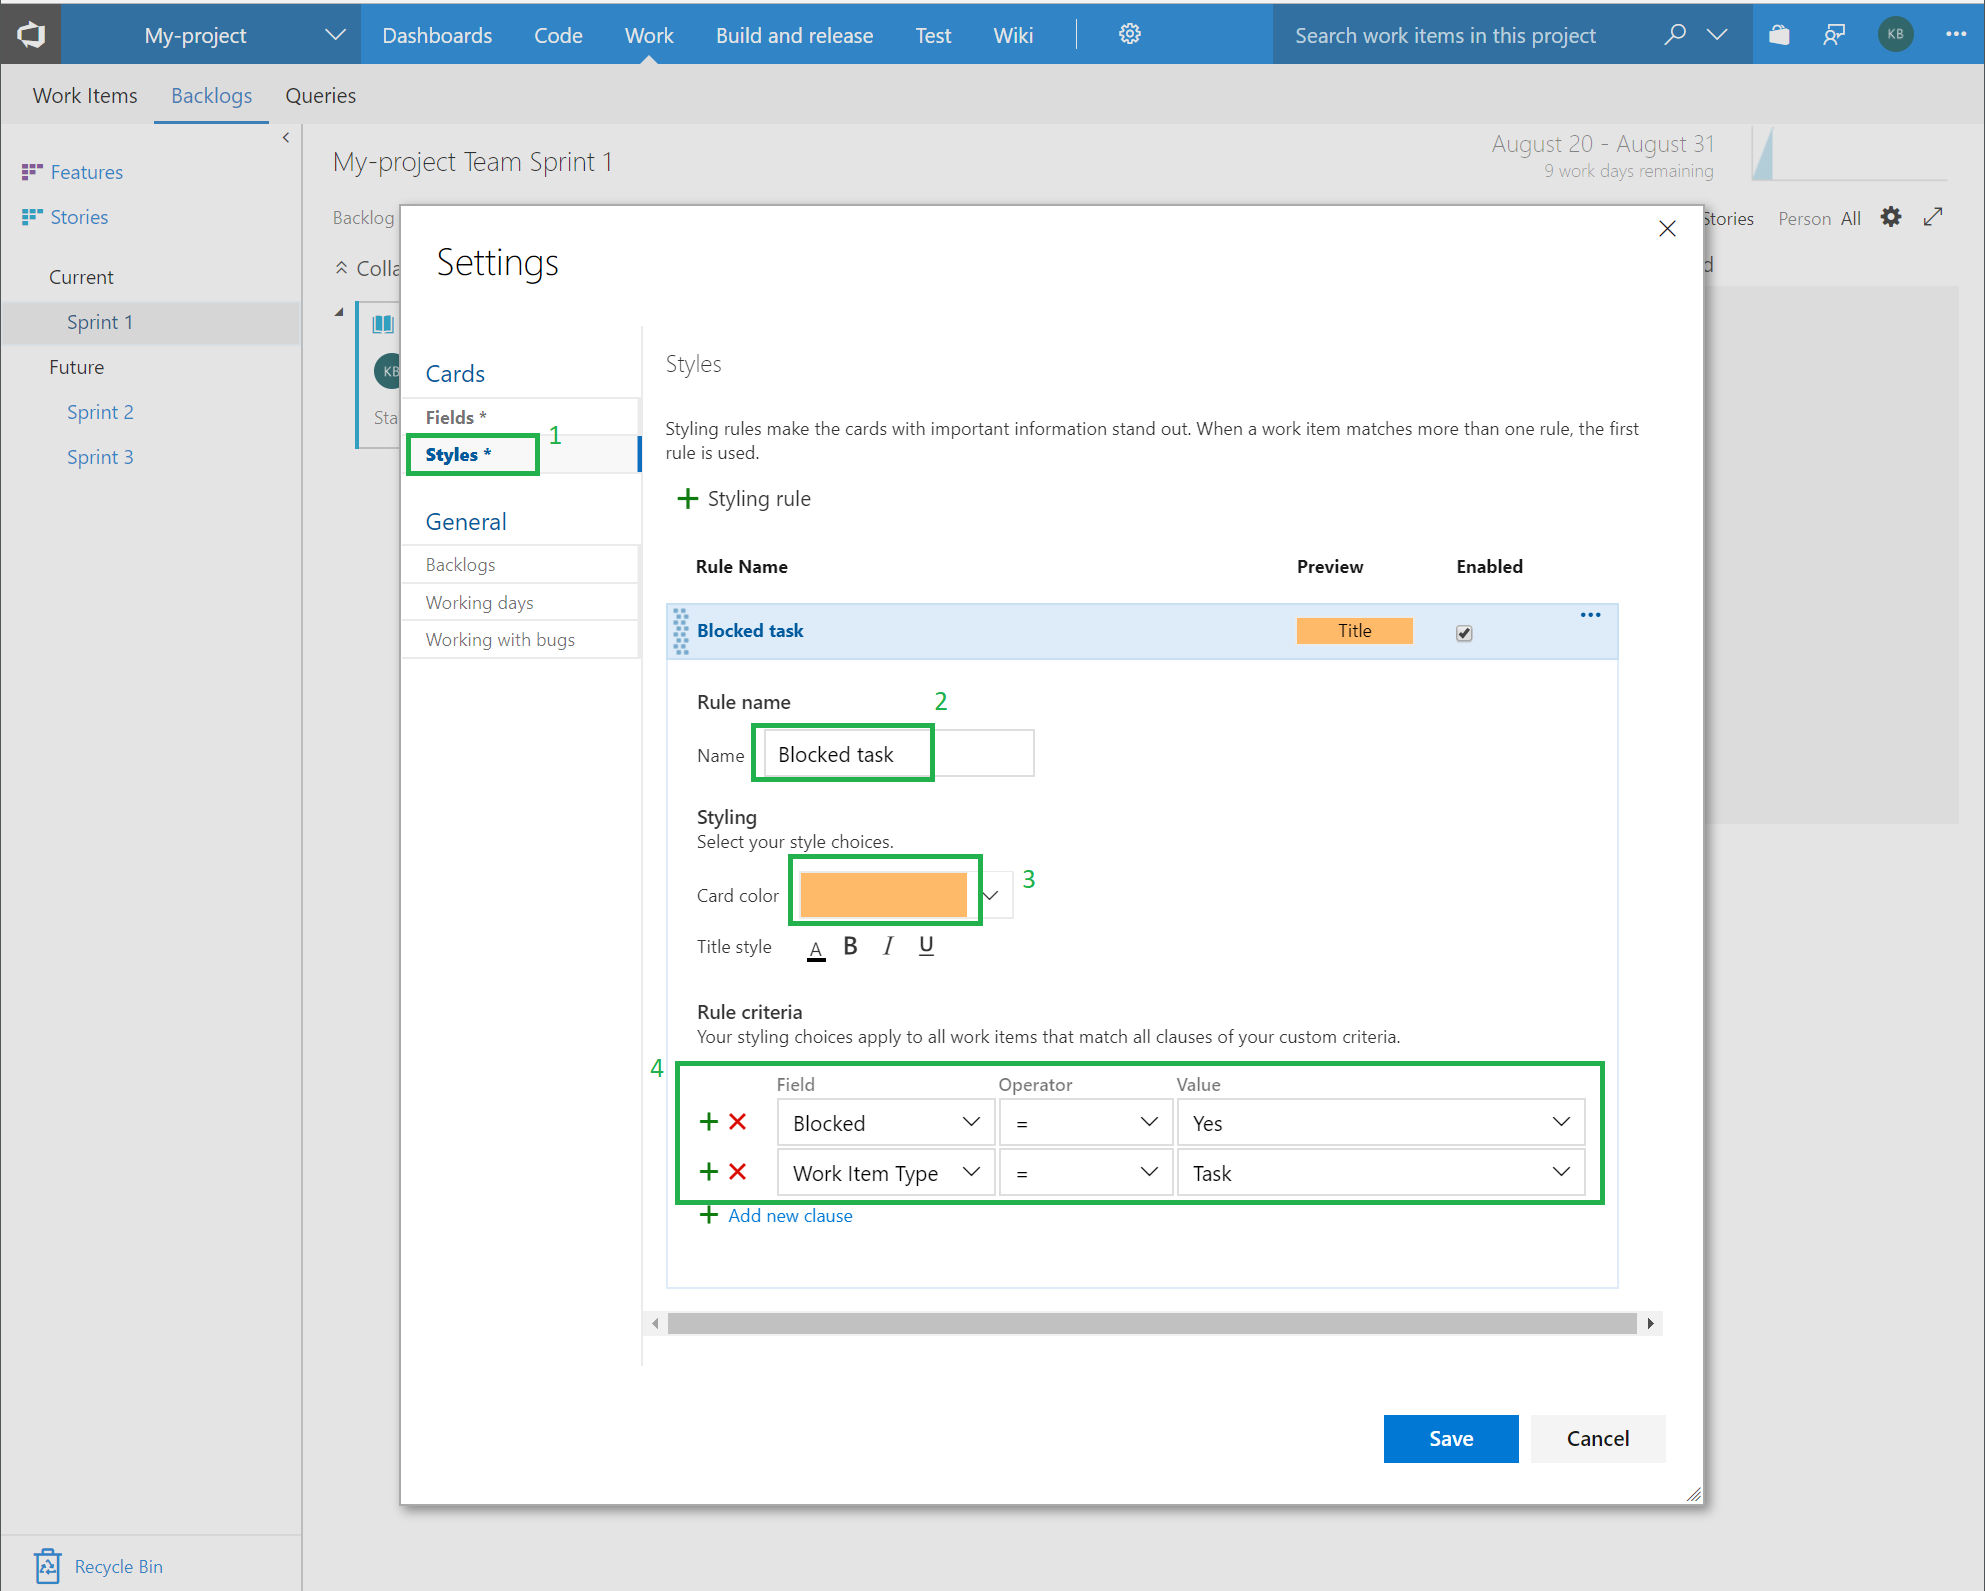 My-project Dashboards Code Work Build and release Test Wiki Search work items in this project KB
Work Items Backlogs Queries
Features
Stories
Current
Sprint 1
Future
Sprint 2
Sprint 3
Recycle Bin
My-project Team Sprint 1
August 20 - August 31
9 work days remaining
Backlog
Stories Person All
Colla
d
KB
Sta
Settings
Cards
Fields *
Styles * 1
General
Backlogs
Working days
Working with bugs
Styles
Styling rules make the cards with important information stand out. When a work item matches more than one rule, the first
rule is used.
Styling rule
Rule Name Preview Enabled
Blocked task Title
Rule name 2
Name Blocked task
Styling
Select your style choices.
Card color 3
Title style A B I U
Rule criteria
Your styling choices apply to all work items that match all clauses of your custom criteria.
4
Field Operator Value
Blocked = Yes
Work Item Type = Task
Add new clause
Save Cancel